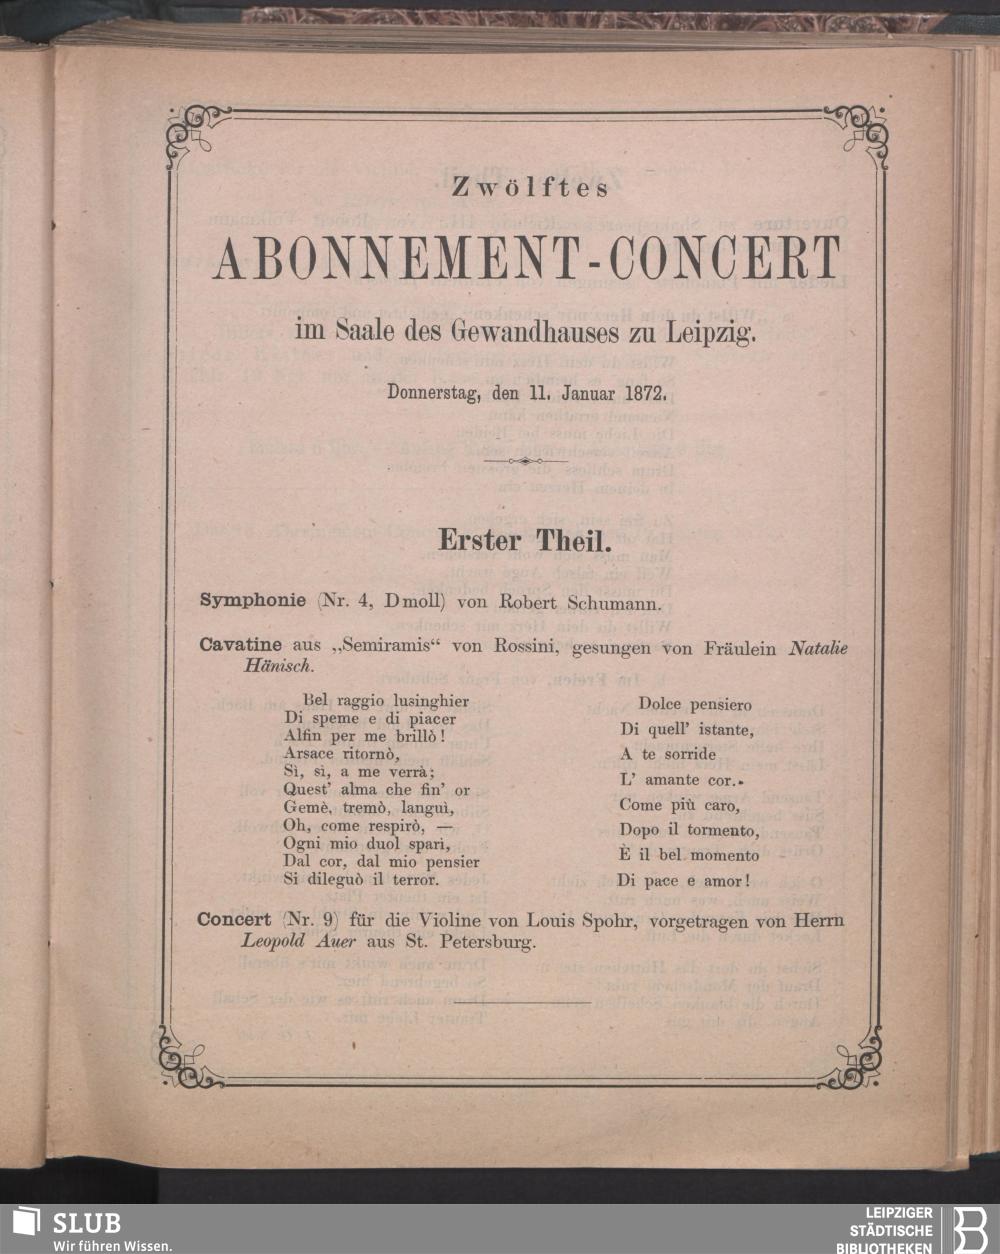 Zwölftes
ABONNEMENT-CONCERT
im Saale des Gewandhauses zu Leipzig.
Donnerstag, den 11. Januar 1872.
Erster Theil.
Symphonie (Nr. 4, Dmoll) von Robert Schumann.
Cavatine aus „Semiramis“ von Rossini, gesungen von Fräulein Natalie
Hänisch.
Bel raggio lusinghier
Di speme e di piacer
Alfin per me brillò!
Arsace ritornò,
Sì, sì, a me verrà;
Quest' alma che fin' or
Gemè, tremò, languì,
Oh, come respirò, —
Ogni mio duol sparì,
Dal cor, dal mio pensier
Si dileguò il terror.
Dolce pensiero
Di quell' istante,
A te sorride
L' amante cor.
Come più caro,
Dopo il tormento,
È il bel momento
Di pace e amor!
Concert (Nr. 9) für die Violine von Louis Spohr, vorgetragen von Herrn
Leopold Auer aus St. Petersburg.
SLUB
Wir führen Wissen.
LEIPZIGER
STÄDTISCHE
BIBLIOTHEKEN